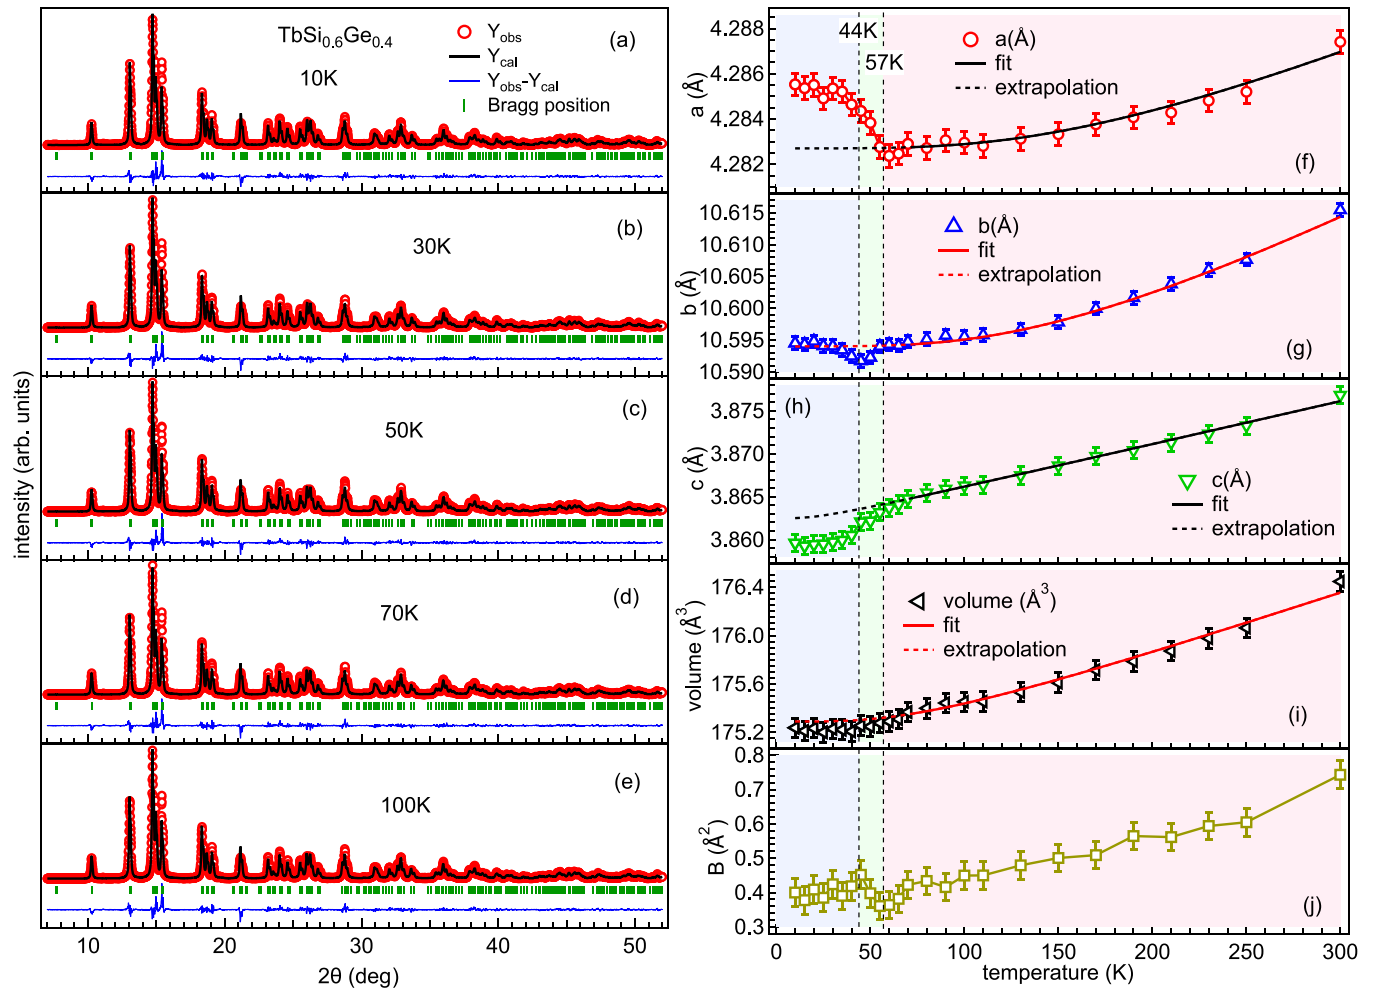 TbSi0.6Ge0.4
10K
Yobs
Ycal
Yobs-Ycal
Bragg position
(a)
30K
(b)
50K
(c)
70K
(d)
100K
(e)
intensity (arb. units)
10
20
30
40
50
2θ (deg)
4.288
4.286
4.284
4.282
a (Å)
44K
57K
a(Å)
fit
extrapolation
(f)
10.615
10.610
10.605
10.600
10.595
10.590
b (Å)
b(Å)
fit
extrapolation
(g)
3.875
3.870
3.865
3.860
c (Å)
(h)
c(Å)
fit
extrapolation
176.4
176.0
175.6
175.2
volume (Å3)
volume (Å3)
fit
extrapolation
(i)
0.8
0.7
0.6
0.5
0.4
0.3
B (Å2)
(j)
0
50
100
150
200
250
300
temperature (K)